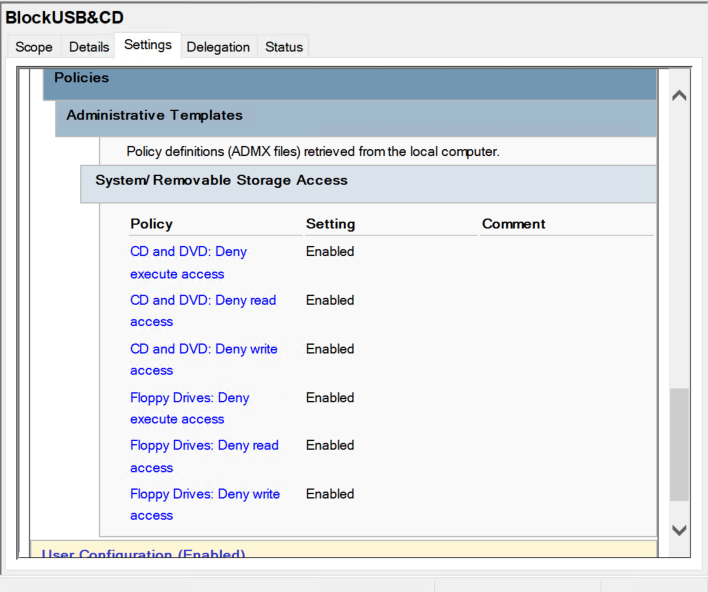 BlockUSB&CD
Scope Details Settings Delegation Status
Policies
Administrative Templates
Policy definitions (ADMX files) retrieved from the local computer.
System/Removable Storage Access
Policy Setting Comment
CD and DVD: Deny Enabled
execute access
CD and DVD: Deny read Enabled
access
CD and DVD: Deny write Enabled
access
Floppy Drives: Deny Enabled
execute access
Floppy Drives: Deny read Enabled
access
Floppy Drives: Deny write Enabled
access
User Configuration (Enabled)